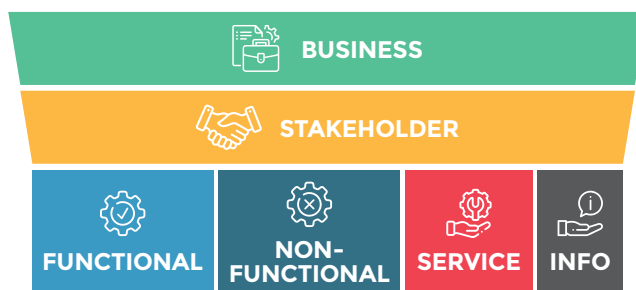 BUSINESS
STAKEHOLDER
FUNCTIONAL
NON-
FUNCTIONAL
SERVICE
INFO